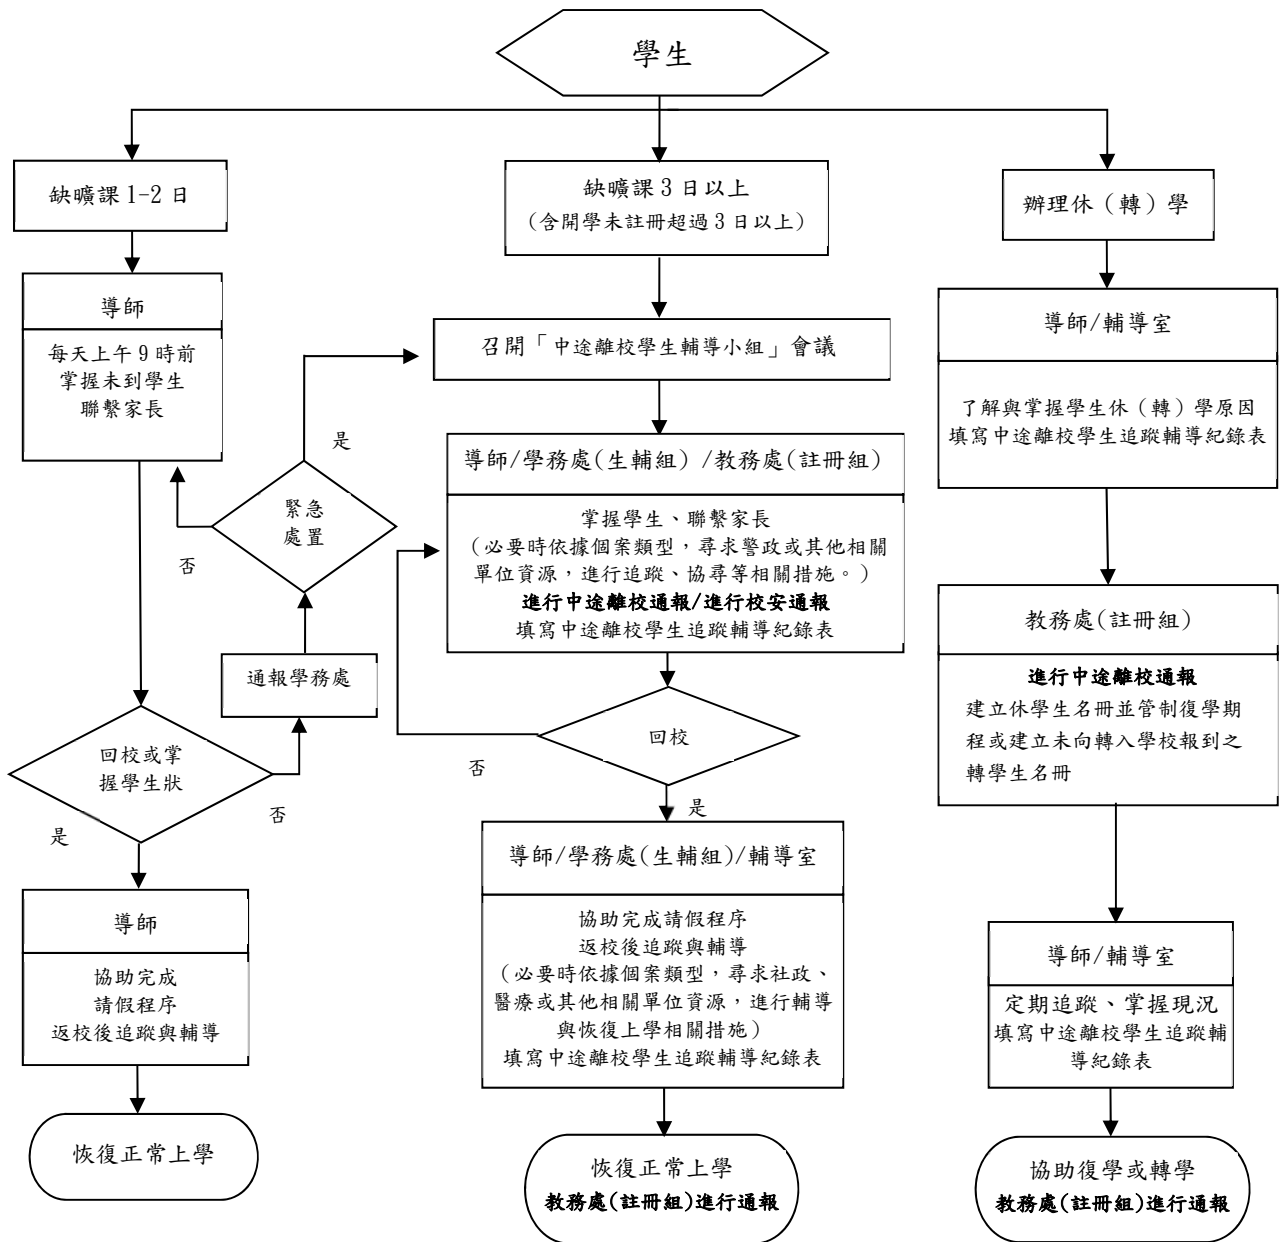 學生
缺曠課 1-2 日
導師
每天上午 9 時前
掌握未到學生
聯繫家長
緊急
處置
是
否
通報學務處
回校或掌
握學生狀
否
是
導師
協助完成
請假程序
返校後追蹤與輔導
恢復正常上學
缺曠課 3 日以上
（含開學未註冊超過 3 日以上）
召開「中途離校學生輔導小組」會議
導師/學務處(生輔組) /教務處(註冊組)
掌握學生、聯繫家長
（必要時依據個案類型，尋求警政或其他相關
單位資源，進行追蹤、協尋等相關措施。）
進行中途離校通報/進行校安通報
填寫中途離校學生追蹤輔導紀錄表
回校
否
是
導師/學務處(生輔組)/輔導室
協助完成請假程序
返校後追蹤與輔導
(必要時依據個案類型，尋求社政、
醫療或其他相關單位資源，進行輔導
與恢復上學相關措施)
填寫中途離校學生追蹤輔導紀錄表
恢復正常上學
教務處(註冊組)進行通報
辦理休（轉）學
導師/輔導室
了解與掌握學生休（轉）學原因
填寫中途離校學生追蹤輔導紀錄表
教務處(註冊組)
進行中途離校通報
建立休學生名冊並管制復學期
程或建立未向轉入學校報到之
轉學生名冊
導師/輔導室
定期追蹤、掌握現況
填寫中途離校學生追蹤輔
導紀錄表
協助復學或轉學
教務處(註冊組)進行通報